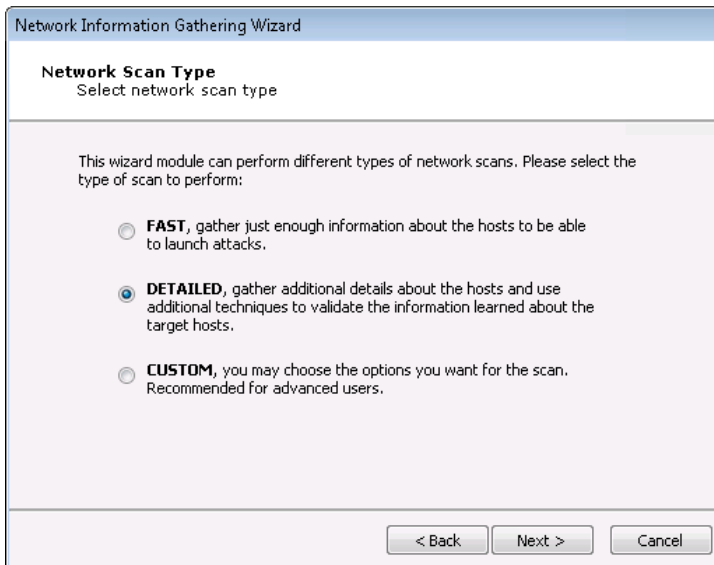 Network Information Gathering Wizard
Network Scan Type
Select network scan type
This wizard module can perform different types of network scans. Please select the
type of scan to perform:
FAST, gather just enough information about the hosts to be able
to launch attacks.
DETAILED, gather additional details about the hosts and use
additional techniques to validate the information learned about the
target hosts.
CUSTOM, you may choose the options you want for the scan.
Recommended for advanced users.
< Back
Next >
Cancel